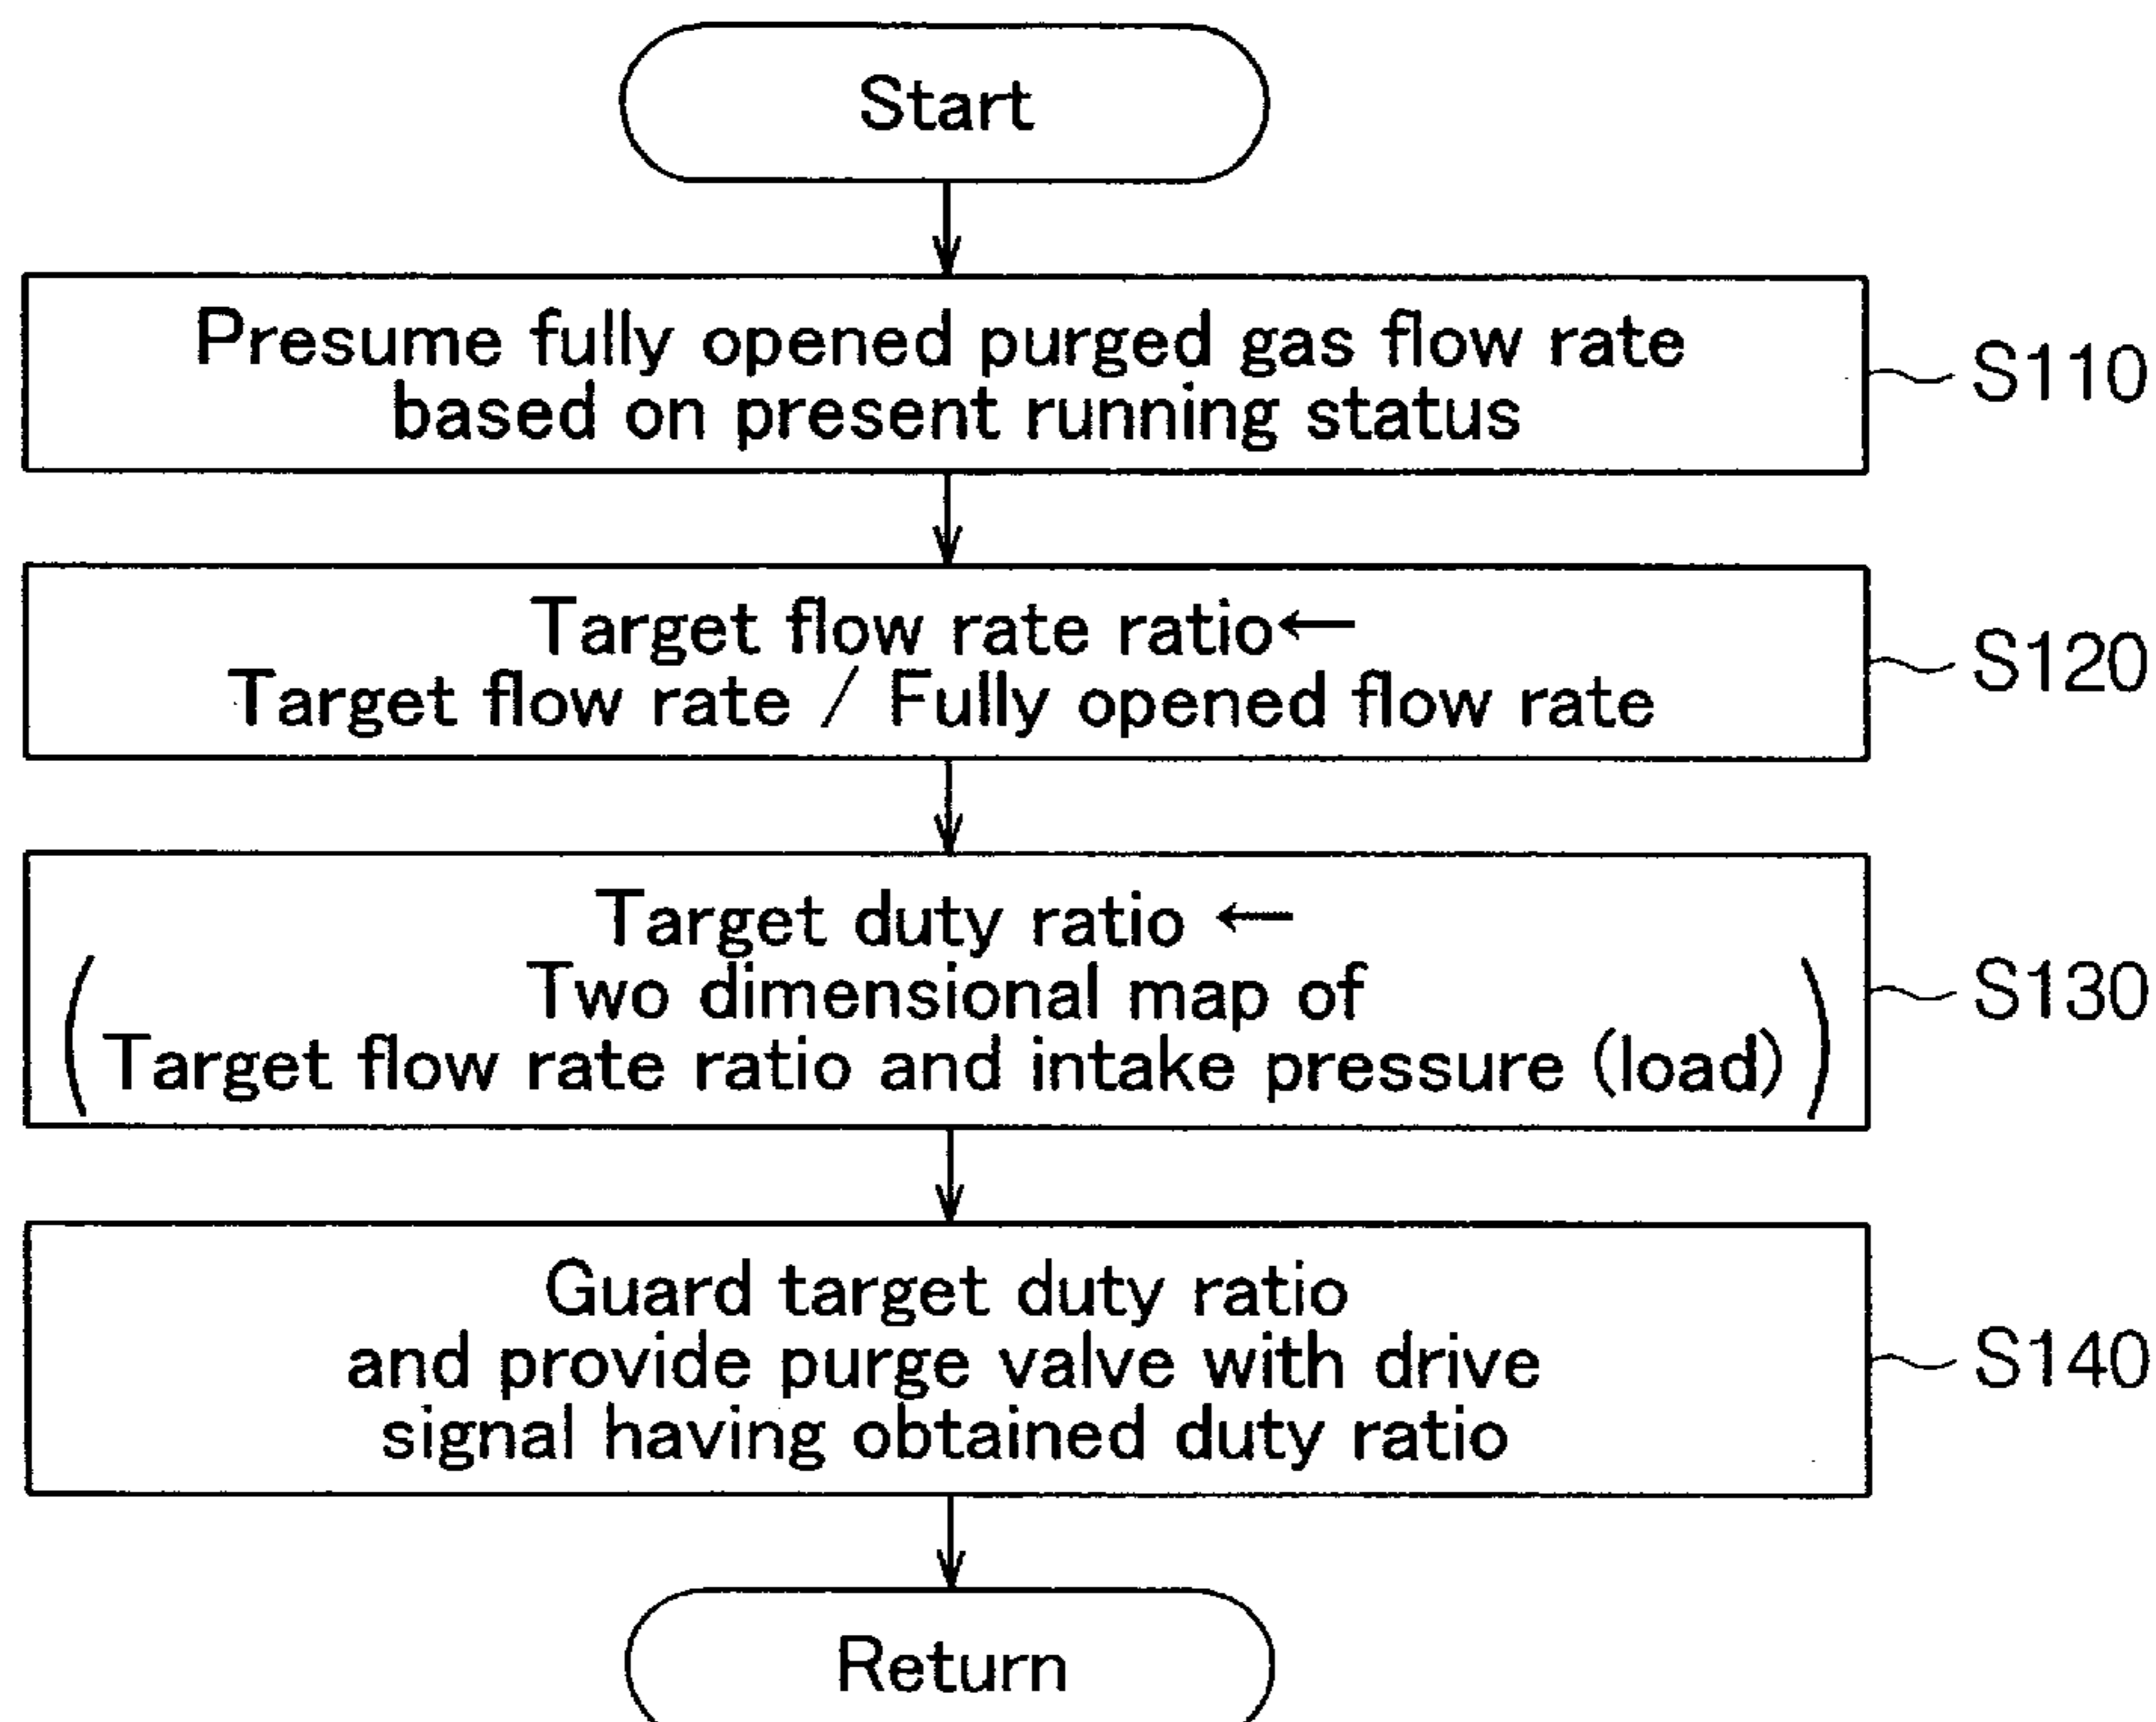 Start
Presume fully opened purged gas flow rate
based on present running status
S110
Target flow rate ratio←
Target flow rate / Fully opened flow rate
S120
Target duty ratio ←
(Two dimensional map of
Target flow rate ratio and intake pressure (load))
S130
Guard target duty ratio
and provide purge valve with drive
signal having obtained duty ratio
S140
Return